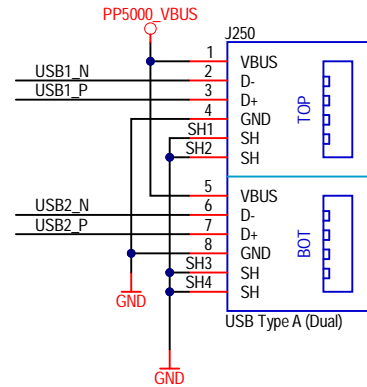 PP5000_VBUS
J250
1 VBUS
USB1_N 2 D-
USB1_P 3 D+
4 GND
SH1 SH
SH2 SH
TOP
5 VBUS
USB2_N 6 D-
USB2_P 7 D+
8 GND
SH3 SH
SH4 SH
BOT
GND
USB Type A (Dual)
GND